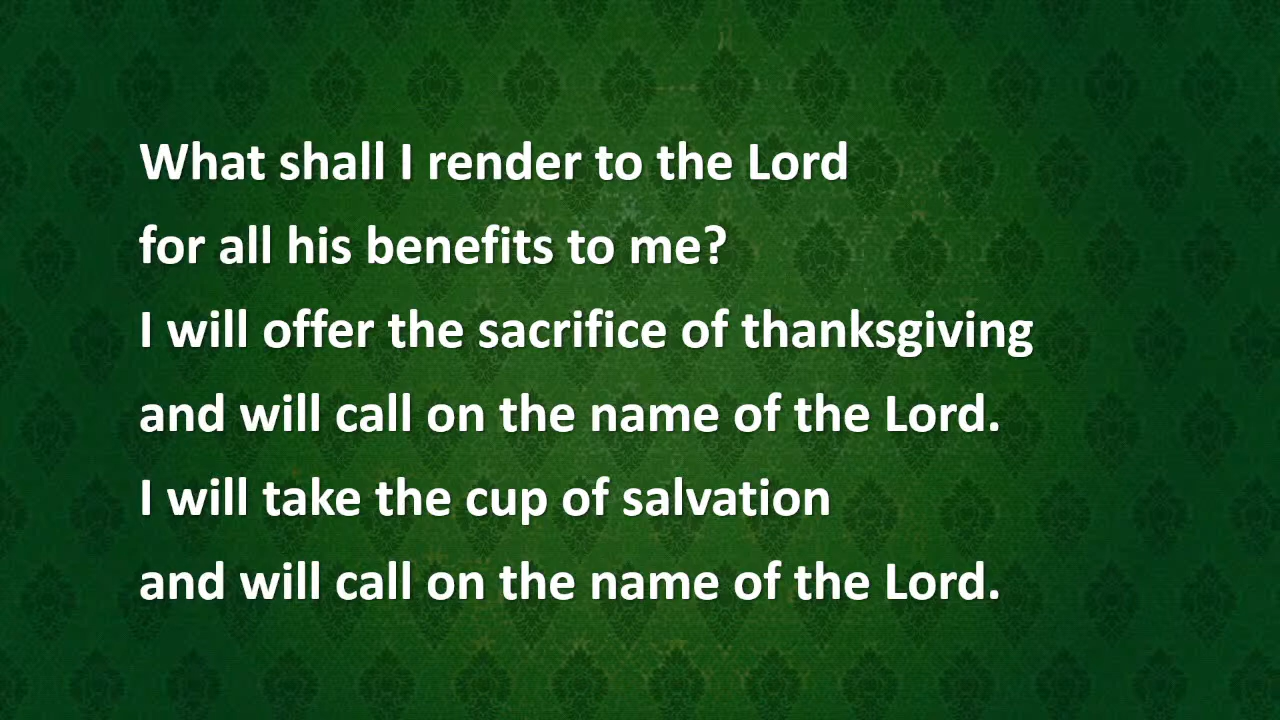 What shall I render to the Lord
for all his benefits to me?
I will offer the sacrifice of thanksgiving
and will call on the name of the Lord.
I will take the cup of salvation
and will call on the name of the Lord.